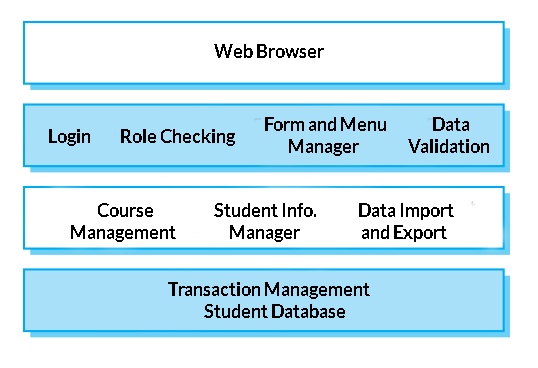 Web Browser
Login Role Checking Form and Menu Manager Data Validation
Course Management Student Info. Manager Data Import and Export
Transaction Management
Student Database